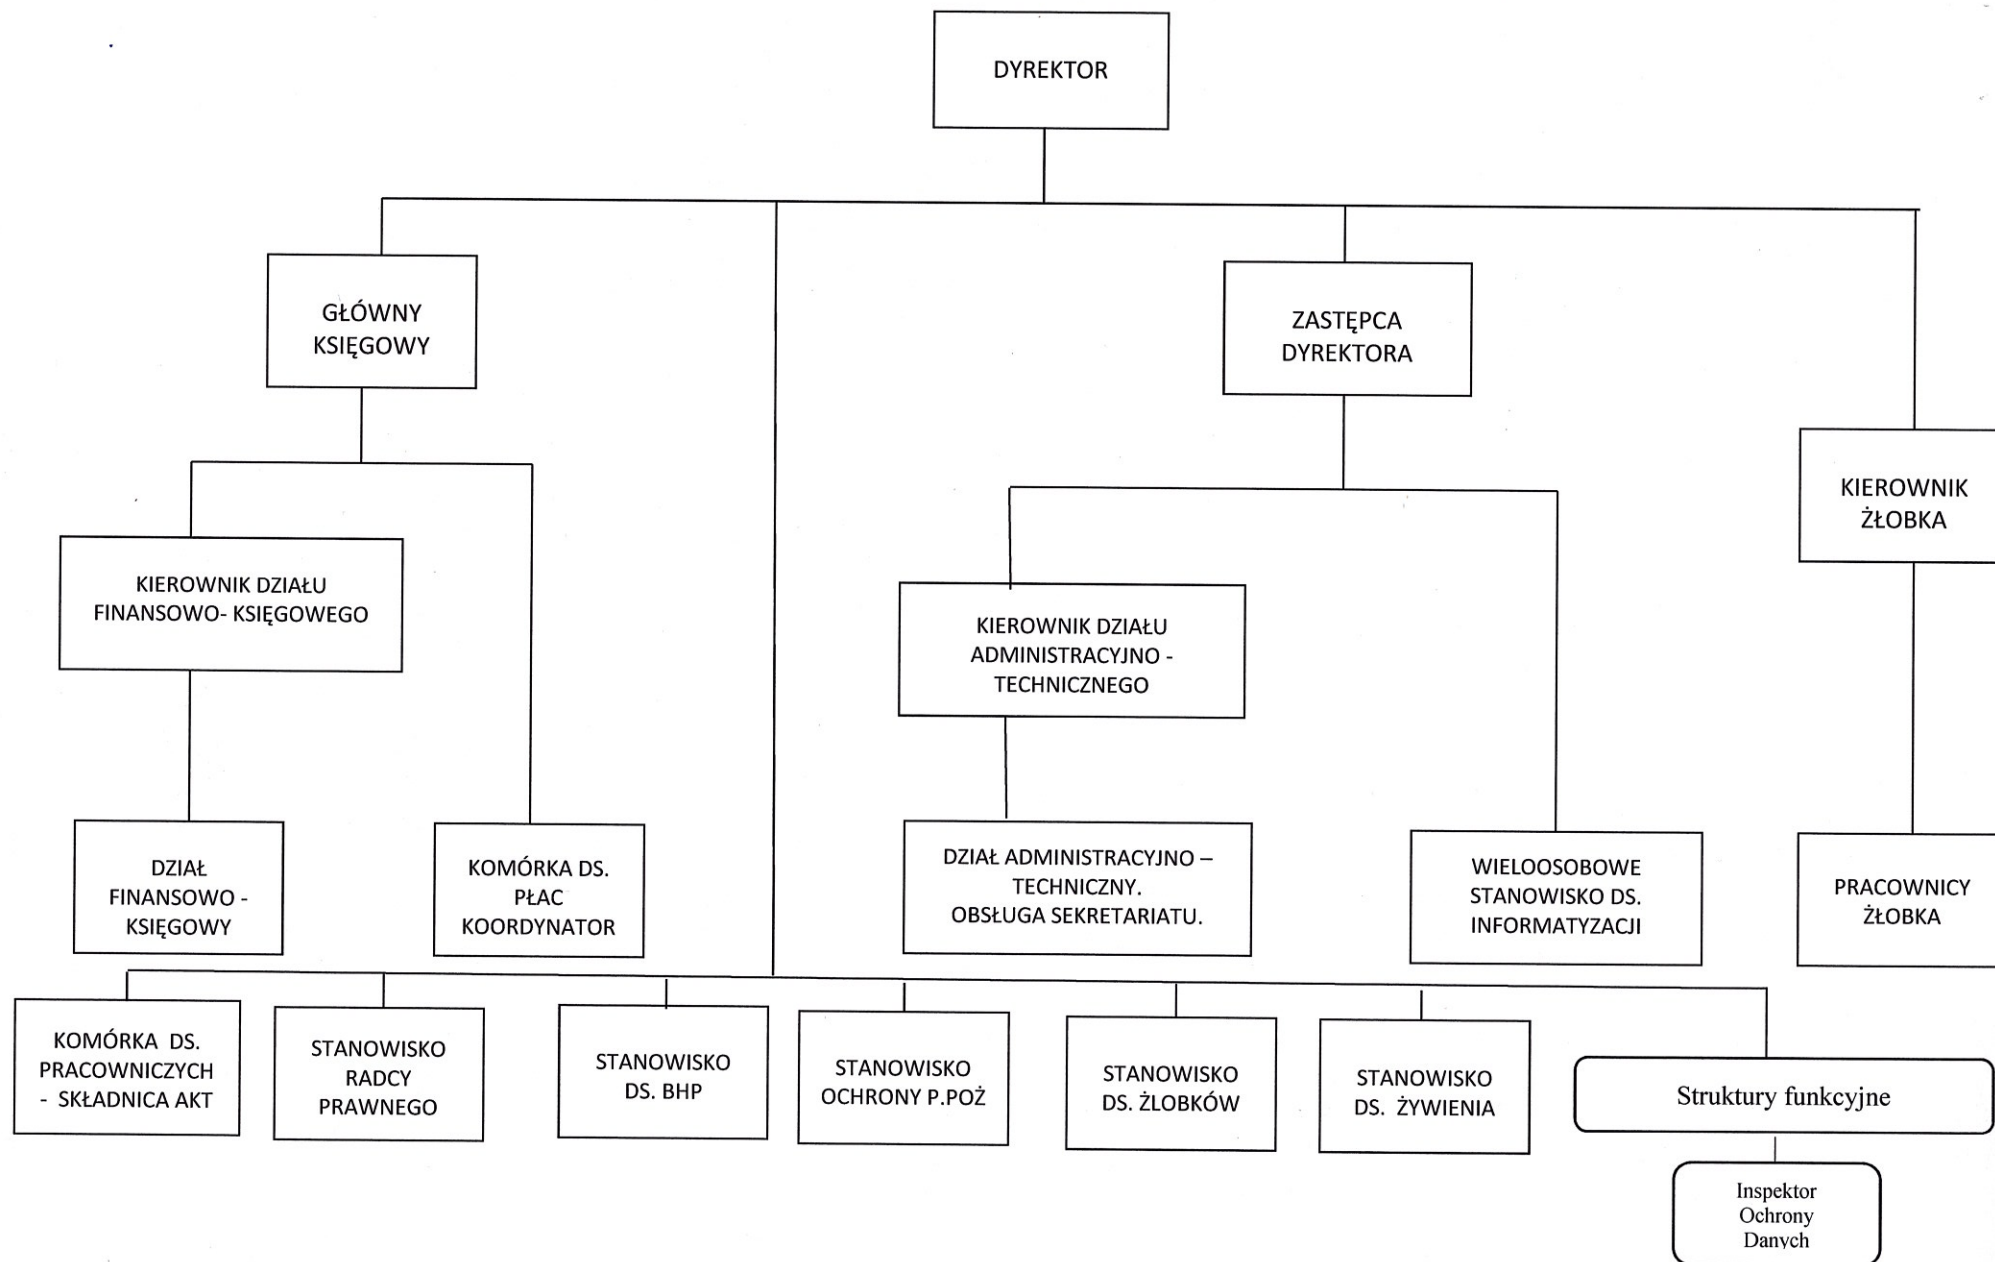 DYREKTOR
GŁÓWNY
KSIĘGOWY
ZASTĘPCA
DYREKTORA
KIEROWNIK
ŻŁOBKA
KIEROWNIK DZIAŁU
FINANSOWO- KSIĘGOWEGO
KIEROWNIK DZIAŁU
ADMINISTRACYJNO -
TECHNICZNEGO
DZIAŁ
FINANSOWO -
KSIĘGOWY
KOMÓRKA DS.
PŁAC
KOORDYNATOR
DZIAŁ ADMINISTRACYJNO –
TECHNICZNY.
OBSŁUGA SEKRETARIATU.
WIELOOSOBOWE
STANOWISKO DS.
INFORMATYZACJI
PRACOWNICY
ŻŁOBKA
KOMÓRKA DS.
PRACOWNICZYCH
- SKŁADNICA AKT
STANOWISKO
RADCY
PRAWNEGO
STANOWISKO
DS. BHP
STANOWISKO
OCHRONY P.POŻ
STANOWISKO
DS. ŻLOBKÓW
STANOWISKO
DS. ŻYWIENIA
Struktury funkcyjne
Inspektor
Ochrony
Danych